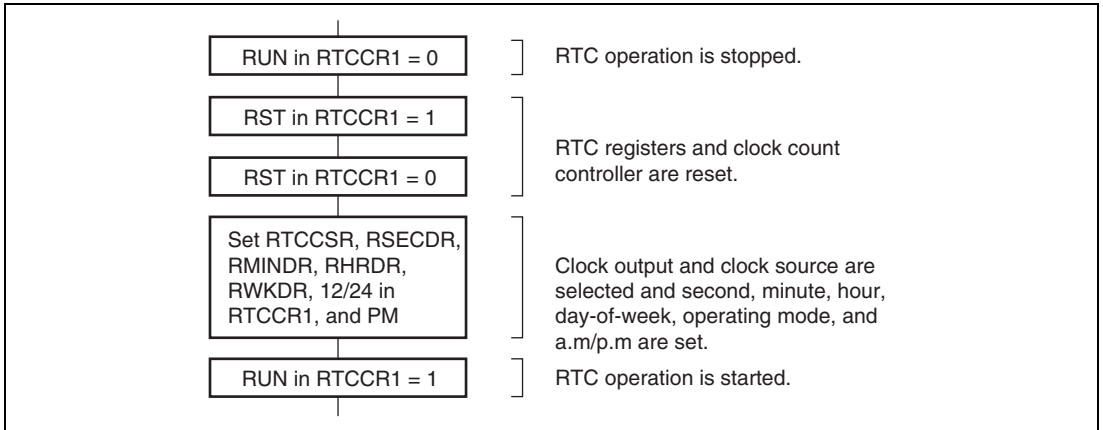 RUN in RTCCR1 = 0
RTC operation is stopped.
RST in RTCCR1 = 1
RST in RTCCR1 = 0
RTC registers and clock count
controller are reset.
Set RTCCSR, RSECDR,
RMINDR, RHRDR,
RWKDR, 12/24 in
RTCCR1, and PM
Clock output and clock source are
selected and second, minute, hour,
day-of-week, operating mode, and
a.m/p.m are set.
RUN in RTCCR1 = 1
RTC operation is started.